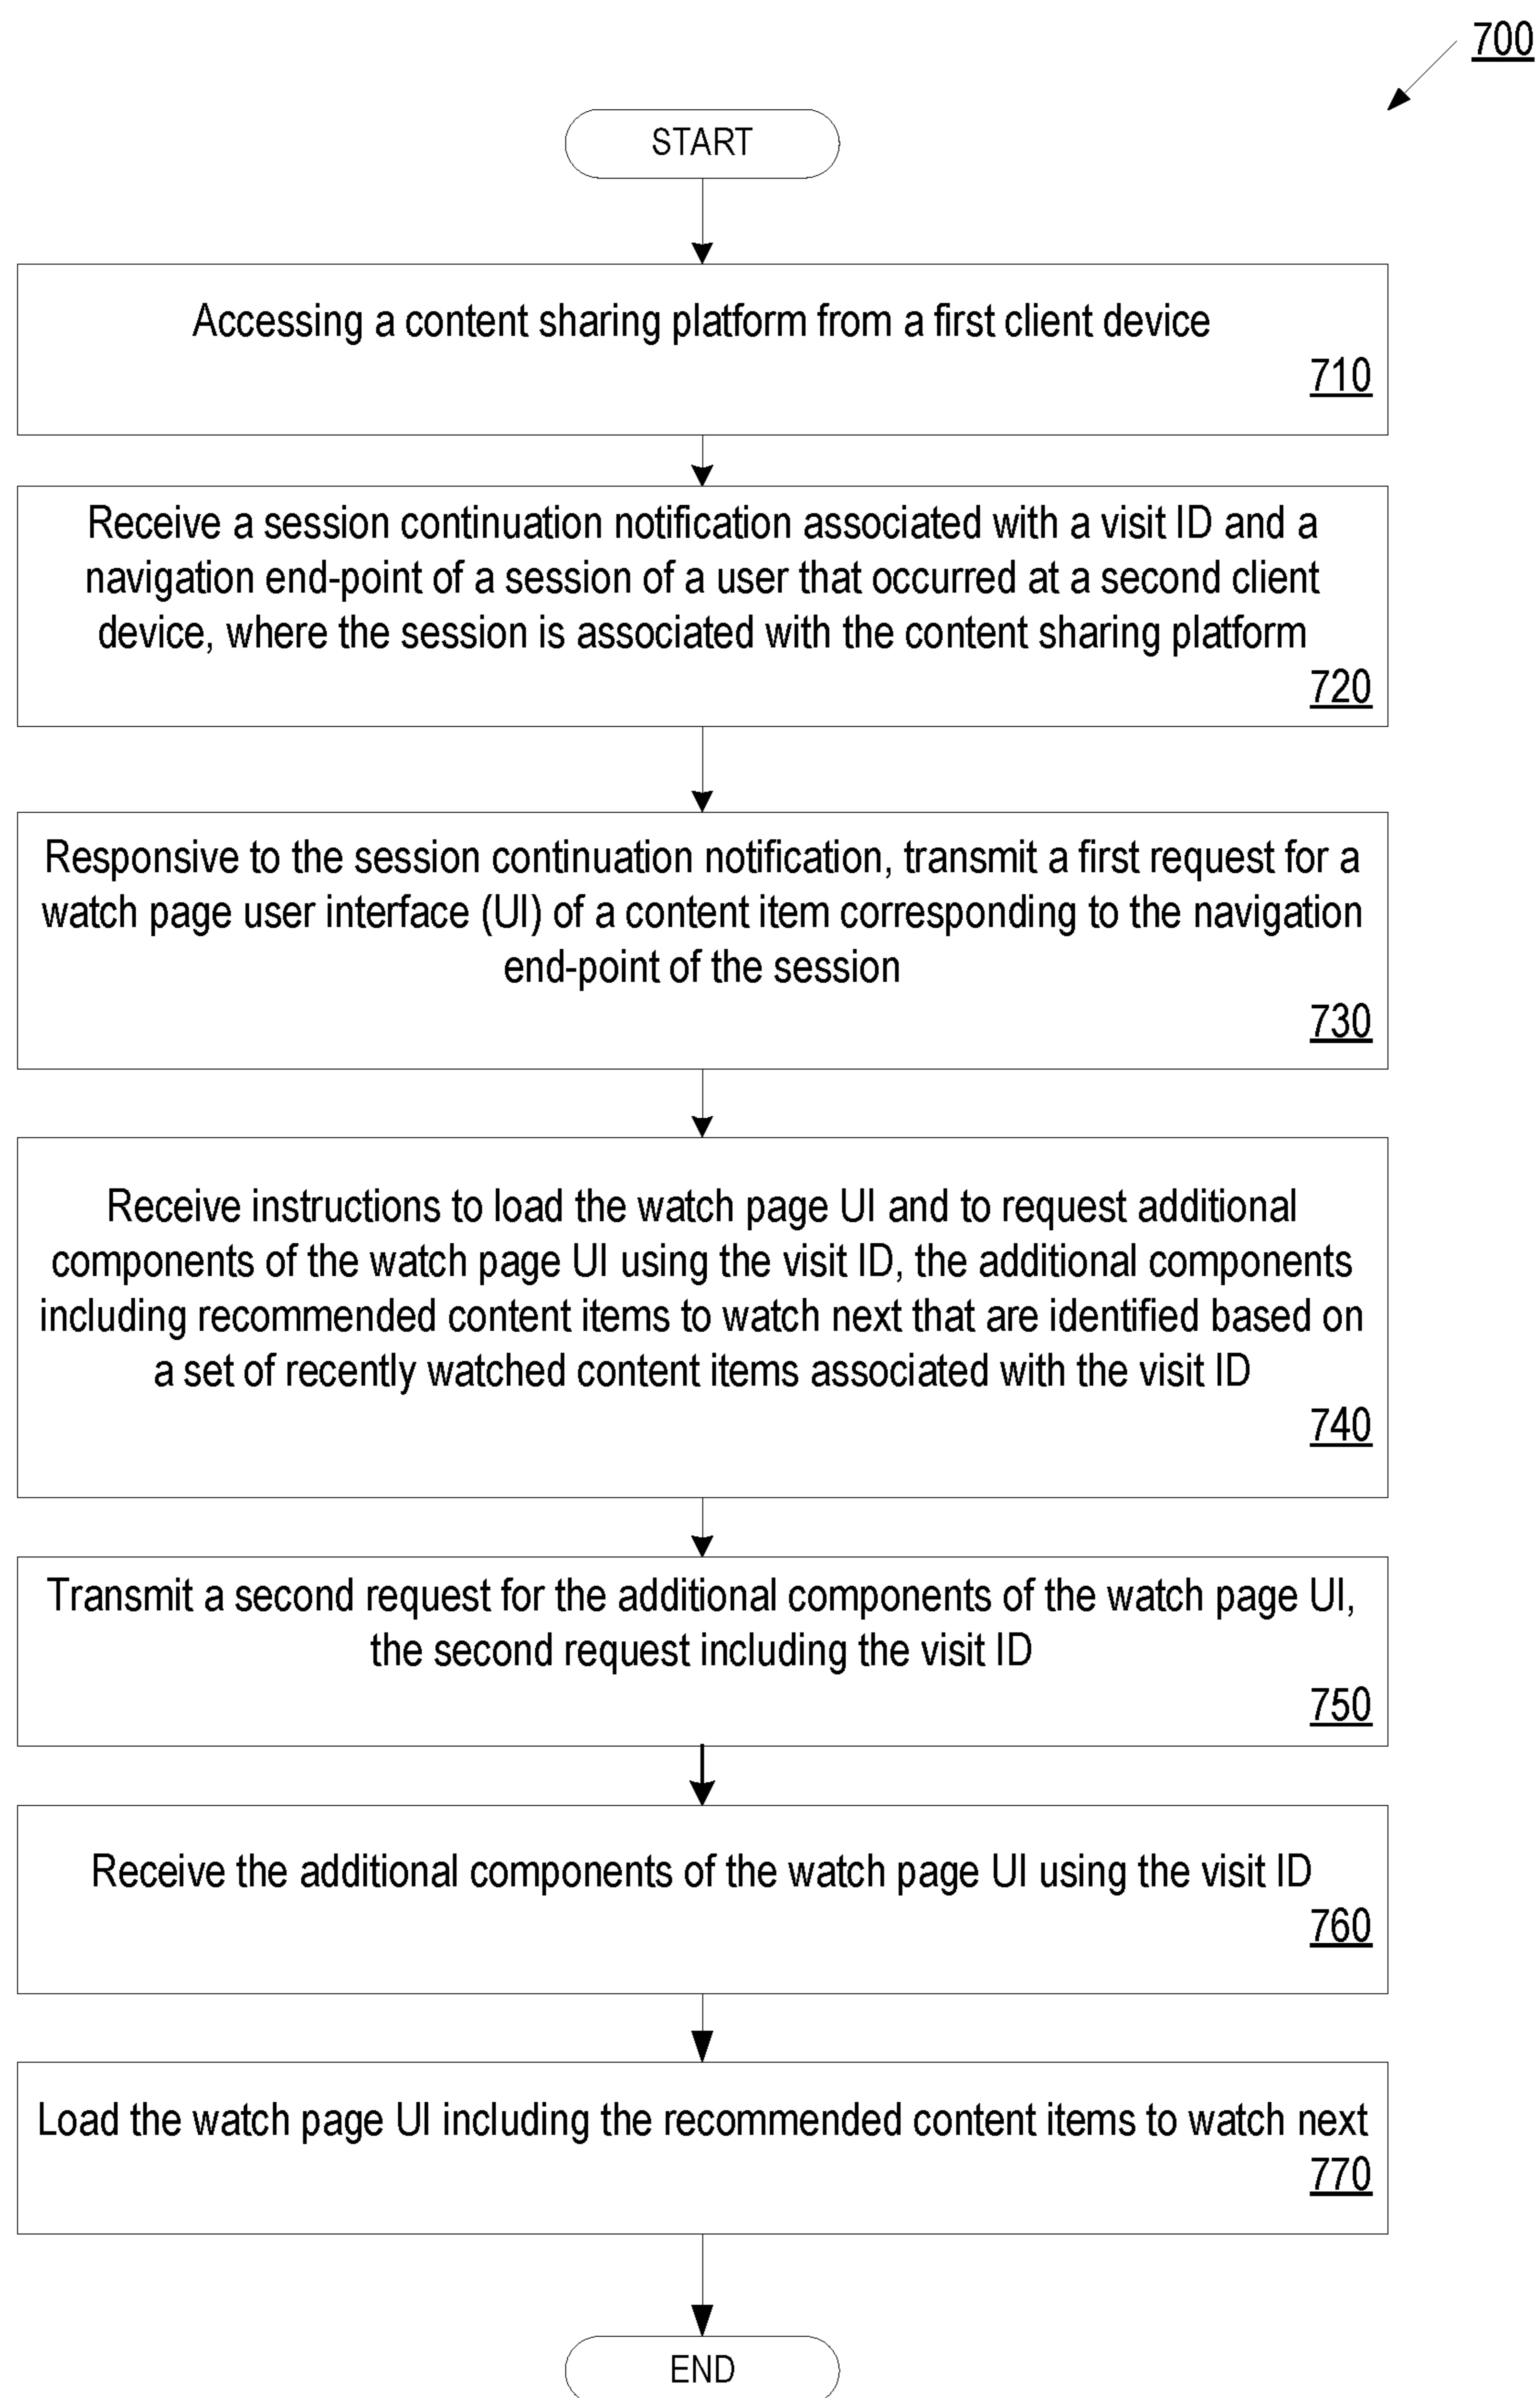 700
START
Accessing a content sharing platform from a first client device
710
Receive a session continuation notification associated with a visit ID and a
navigation end-point of a session of a user that occurred at a second client
device, where the session is associated with the content sharing platform
720
Responsive to the session continuation notification, transmit a first request for a
watch page user interface (UI) of a content item corresponding to the navigation
end-point of the session
730
Receive instructions to load the watch page UI and to request additional
components of the watch page UI using the visit ID, the additional components
including recommended content items to watch next that are identified based on
a set of recently watched content items associated with the visit ID
740
Transmit a second request for the additional components of the watch page UI,
the second request including the visit ID
750
Receive the additional components of the watch page UI using the visit ID
760
Load the watch page UI including the recommended content items to watch next
770
END